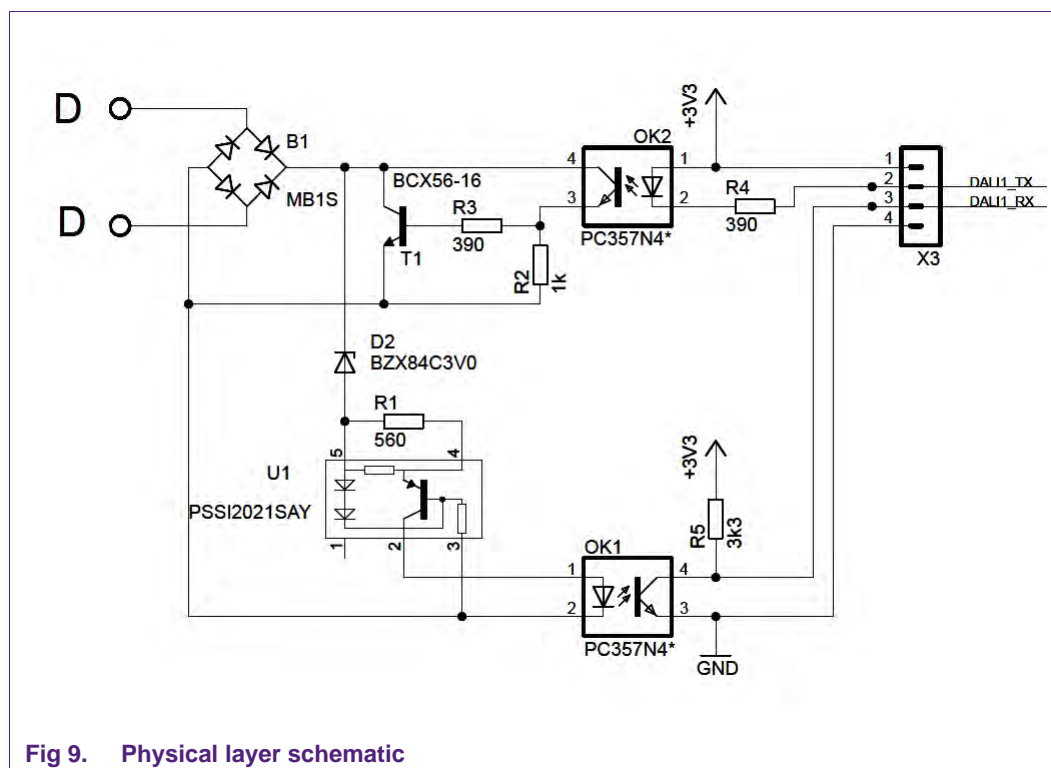 D
D
B1
MB1S
BCX56-16
T1
R3
390
R2
1k
OK2
4
3
1
2
PC357N4*
R4
390
+3V3
X3
1
2
3
4
DALI1_TX
DALI1_RX
D2
BZX84C3V0
R1
560
U1
PSSI2021SAY
5
4
1
2
3
OK1
1
2
4
3
PC357N4*
+3V3
R5
3k3
GND
Fig 9. Physical layer schematic